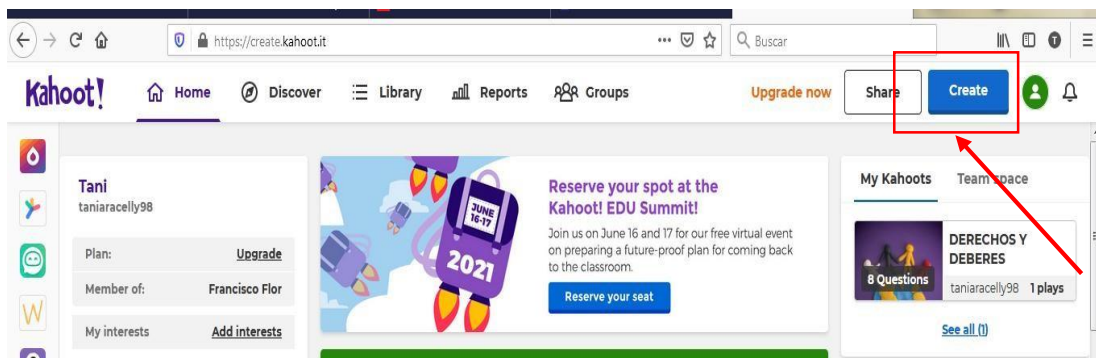 https://create.kahoot.it
Buscar
Kahoot!
Home
Discover
Library
Reports
Groups
Upgrade now
Share
Create
Tani
taniaracelly98
Plan:
Upgrade
Member of:
Francisco Flor
My interests
Add interests
JUNE
16-17
2021
Reserve your spot at the
Kahoot! EDU Summit!
Join us on June 16 and 17 for our free virtual event
on preparing a future-proof plan for coming back
to the classroom.
Reserve your seat
My Kahoots
Team space
8 Questions
DERECHOS Y
DEBERES
taniaracelly98
1 plays
See all (1)
W
T